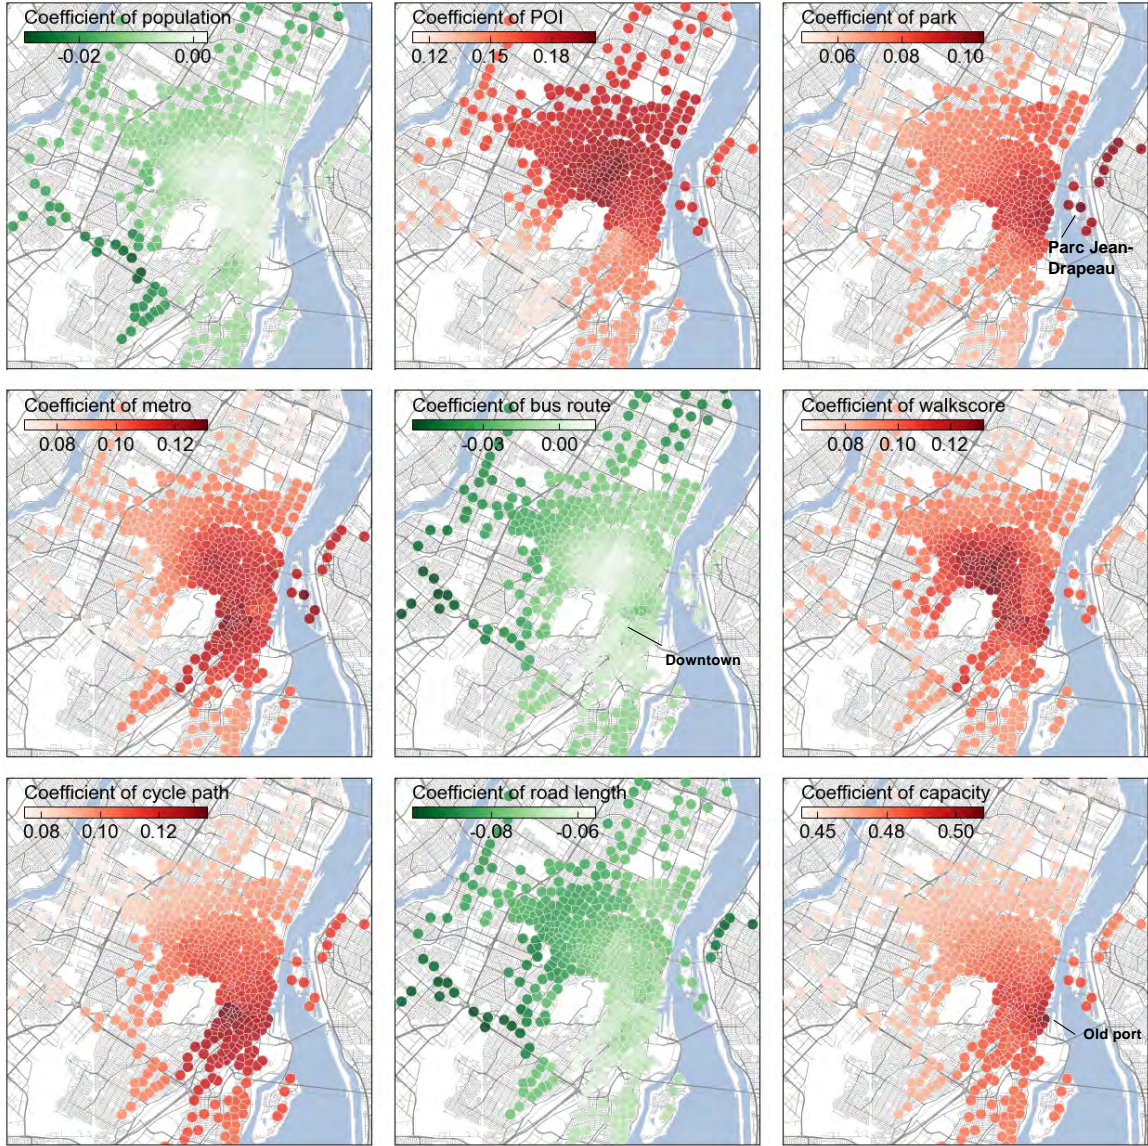 Coefficient of population
-0.02 0.00
Coefficient of POI
0.12 0.15 0.18
Coefficient of park
0.06 0.08 0.10
Parc Jean-
Drapeau
Coefficient of metro
0.08 0.10 0.12
Coefficient of bus route
-0.03 0.00
Downtown
Coefficient of walkscore
0.08 0.10 0.12
Coefficient of cycle path
0.08 0.10 0.12
Coefficient of road length
-0.08 -0.06
Coefficient of capacity
0.45 0.48 0.50
Old port